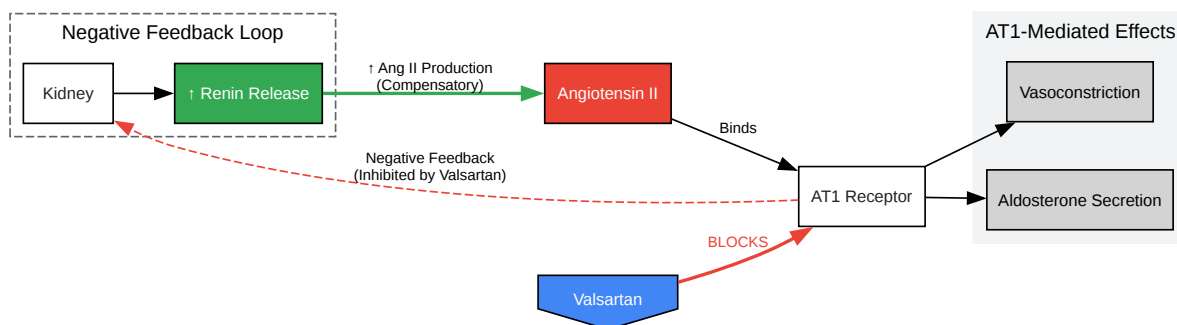 Negative Feedback Loop
AT1-Mediated Effects
Kidney
↑ Renin Release
↑ Ang II Production
(Compensatory)
Angiotensin II
Vasoconstriction
Binds
Negative Feedback
(Inhibited by Valsartan)
AT1 Receptor
Aldosterone Secretion
BLOCKS
Valsartan